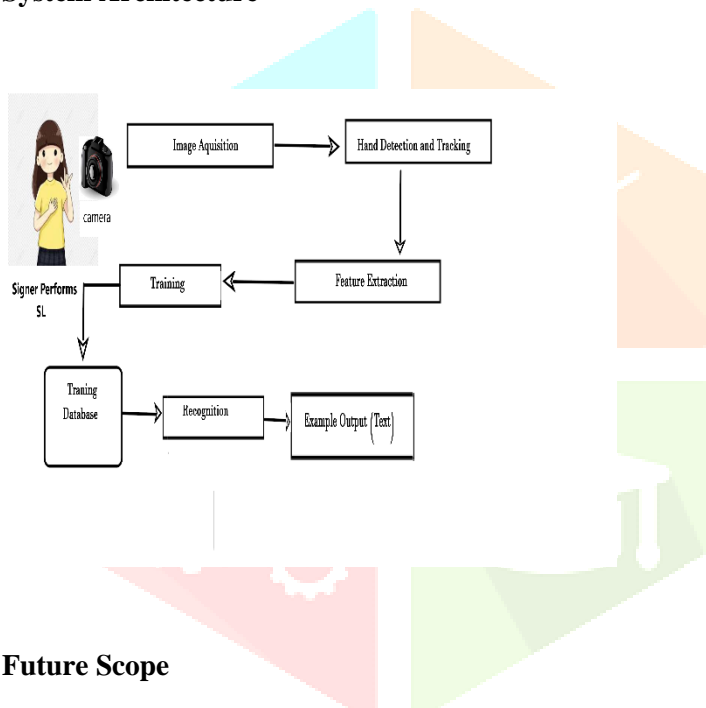 System Architecture
Image Aquisition
Hand Detection and Tracking
camera
Signer Performs
SL
Training
Feature Extraction
Traning
Database
Recognition
Example Output (Text)
Future Scope